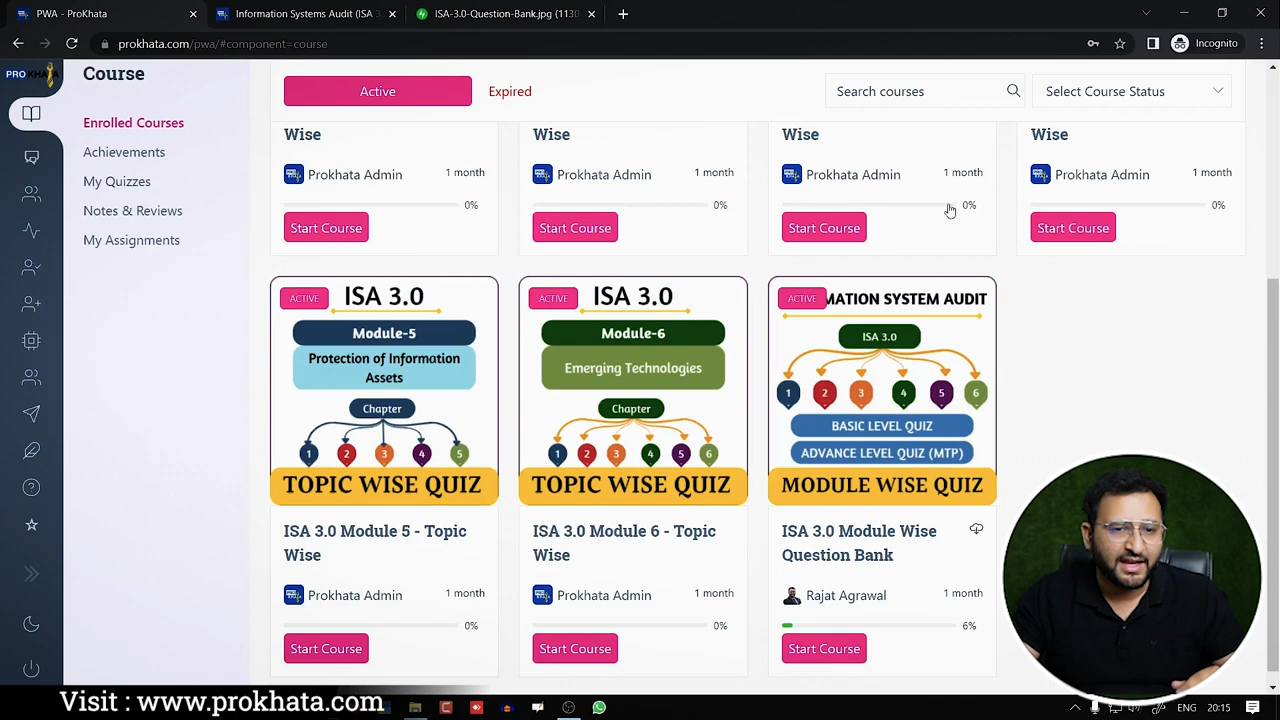 PWA - ProKhata
Information Systems Audit (ISA 3
ISA-3.0-Question-Bank.jpg (1130
prokhata.com/pwa/#component=course
Incognito
PROKHATA
Course
Active
Expired
Search courses
Select Course Status
Enrolled Courses
Achievements
My Quizzes
Notes & Reviews
My Assignments
Wise
Prokhata Admin
1 month
0%
Start Course
Wise
Prokhata Admin
1 month
0%
Start Course
Wise
Prokhata Admin
1 month
0%
Start Course
Wise
Prokhata Admin
1 month
0%
Start Course
ACTIVE
ISA 3.0
Module-5
Protection of Information
Assets
Chapter
1 2 3 4 5
TOPIC WISE QUIZ
ISA 3.0 Module 5 - Topic
Wise
Prokhata Admin
1 month
0%
Start Course
ACTIVE
ISA 3.0
Module-6
Emerging Technologies
Chapter
1 2 3 4 5 6
TOPIC WISE QUIZ
ISA 3.0 Module 6 - Topic
Wise
Prokhata Admin
1 month
0%
Start Course
ACTIVE
MATION SYSTEM AUDIT
ISA 3.0
1 2 3 4 5 6
BASIC LEVEL QUIZ
ADVANCE LEVEL QUIZ (MTP)
MODULE WISE QUIZ
ISA 3.0 Module Wise
Question Bank
Rajat Agrawal
1 month
6%
Start Course
Visit : www.prokhata.com
ENG
20:15